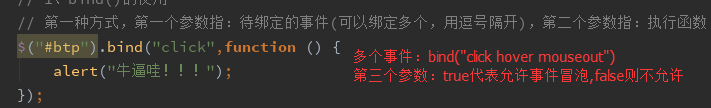 // 1、bind()的使用
// 第一种方式，第一个参数指：待绑定的事件(可以绑定多个，用逗号隔开)，第二个参数指：执行函数
$("#btp").bind("click",function () {
alert("牛逼哇！！！");
});
多个事件：bind("click hover mouseout")
第三个参数：true代表允许事件冒泡,false则不允许